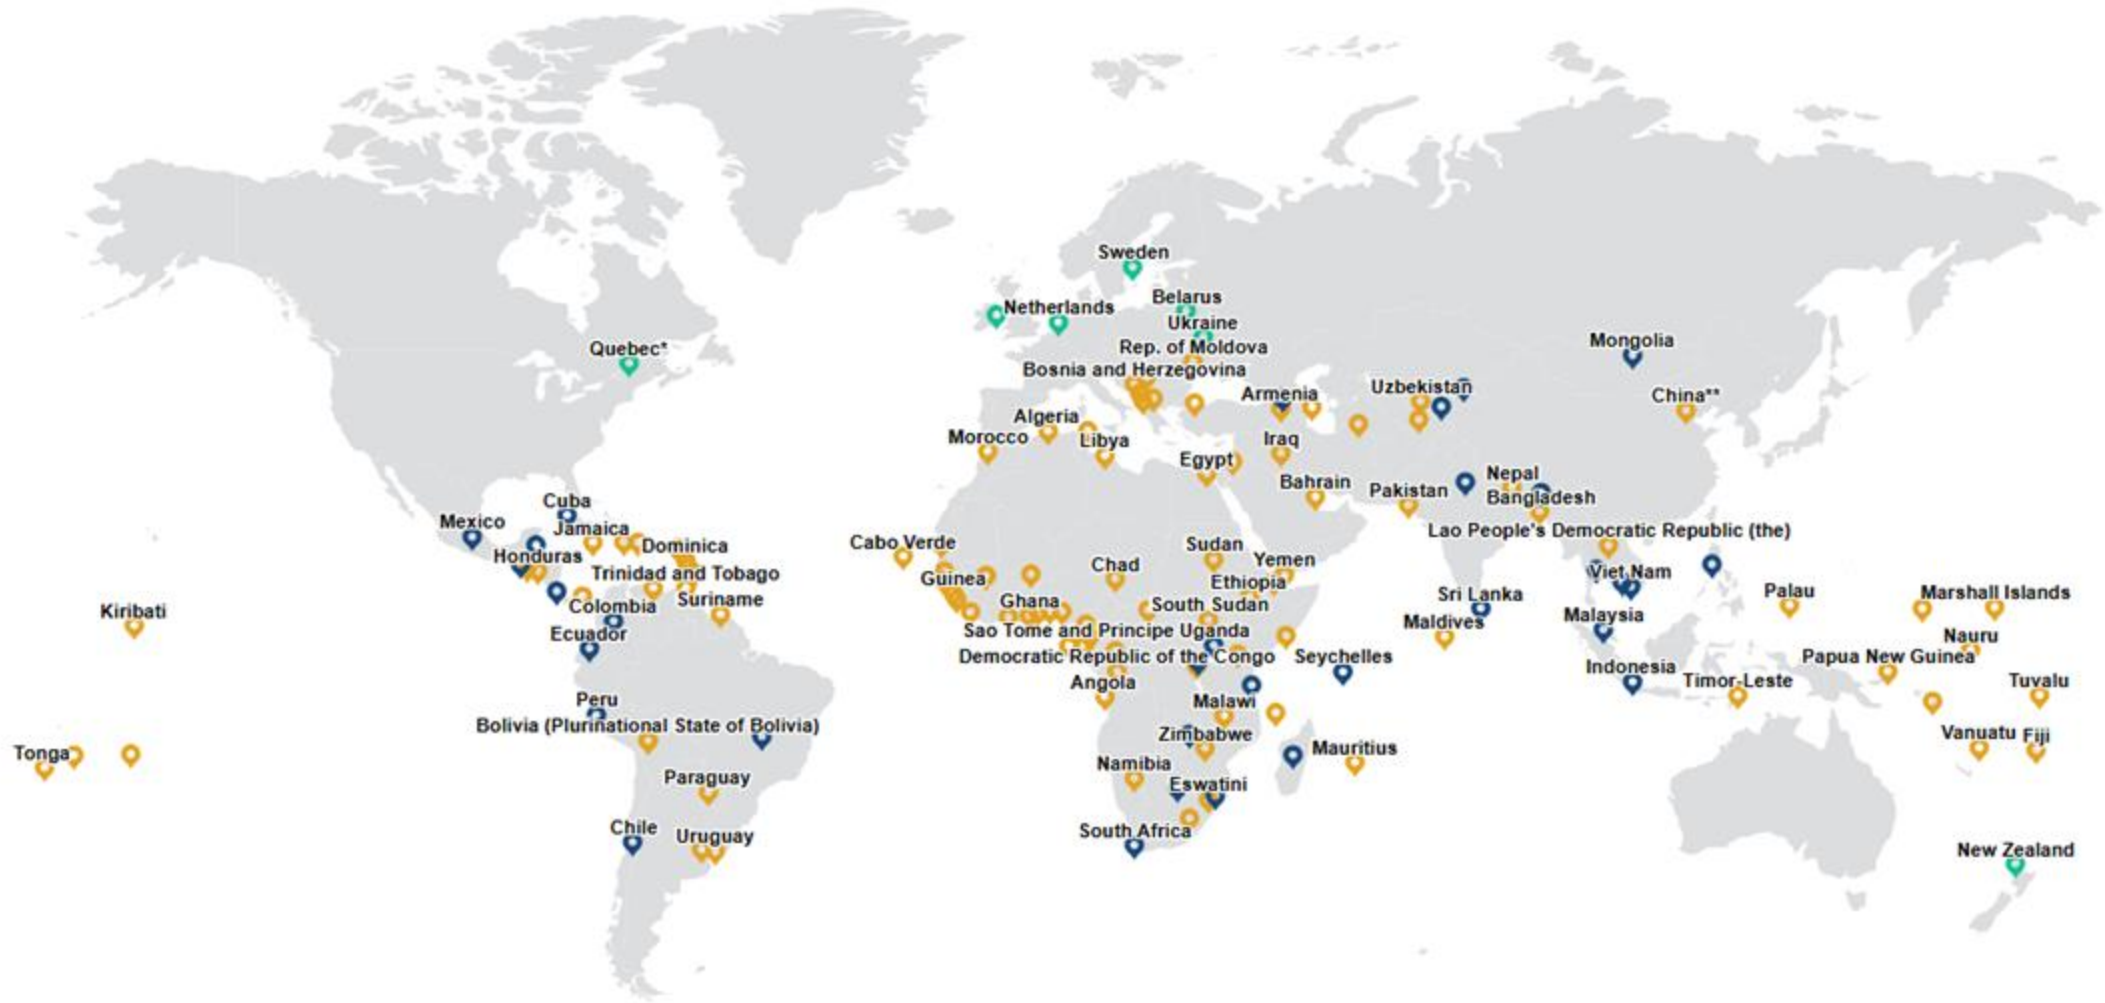 Sweden
Belarus
Netherlands
Ukraine
Mongolia
Quebec*
Rep. of Moldova
Bosnia and Herzegovina
Uzbekistan
Armenia
China**
Algeria
Morocco
Libya
Iraq
Egypt
Nepal
Bahrain
Pakistan
Bangladesh
Cuba
Mexico
Jamaica
Lao People's Democratic Republic (the)
Cabo Verde
Sudan
Dominica
Honduras
Yemen
Chad
Viet Nam
Trinidad and Tobago
Guinea
Ethiopia
Palau
Marshall Islands
Sri Lanka
Suriname
Ghana
Colombia
South Sudan
Kiribati
Malaysia
Maldives
Ecuador
Sao Tome and Principe
Uganda
Nauru
Democratic Republic of the Congo
Seychelles
Papua New Guinea
Indonesia
Timor-Leste
Tuvalu
Angola
Peru
Malawi
Bolivia (Plurinational State of Bolivia)
Zimbabwe
Vanuatu
Fiji
Mauritius
Tonga
Namibia
Paraguay
Eswatini
Chile
South Africa
Uruguay
New Zealand